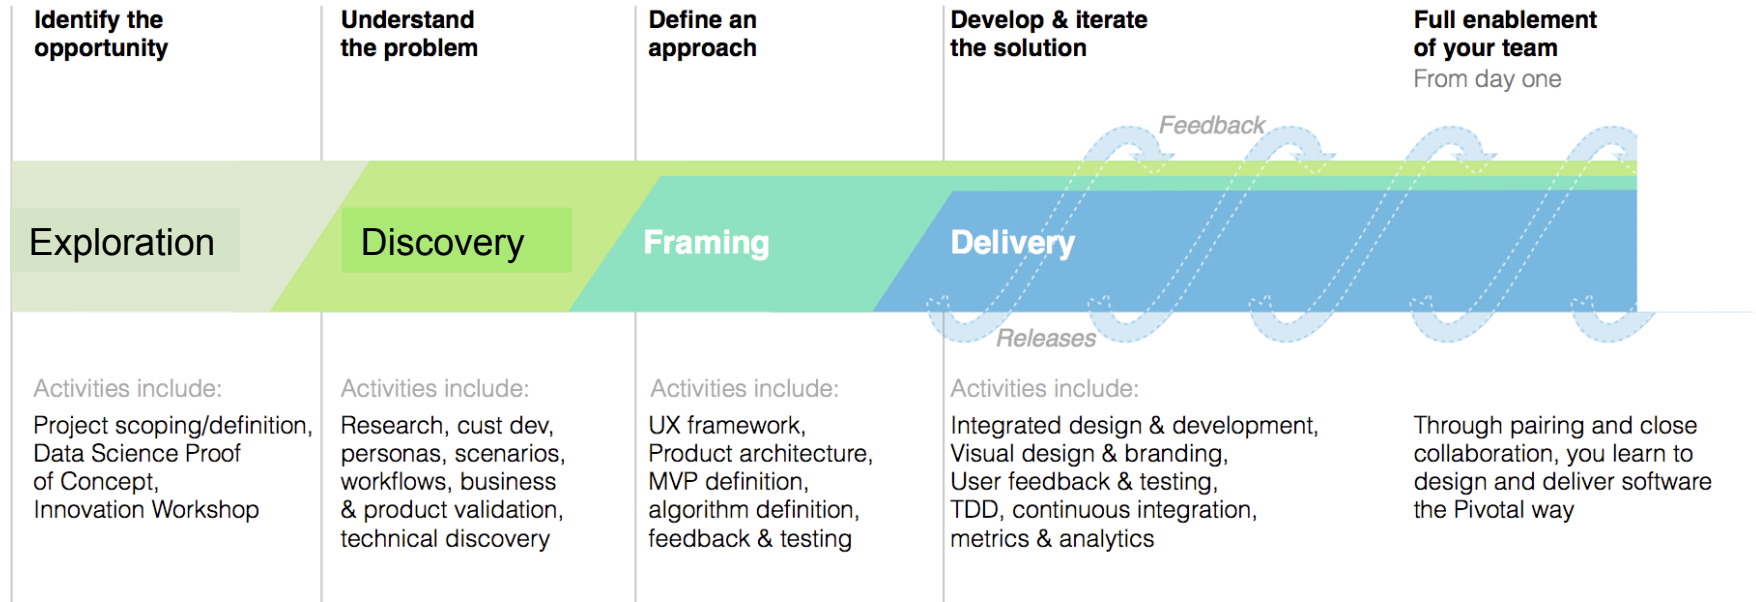 Identify the
opportunity
Understand
the problem
Define an
approach
Develop & iterate
the solution
Full enablement
of your team
From day one
Feedback
Exploration
Discovery
Framing
Delivery
Releases
Activities include:
Project scoping/definition,
Data Science Proof
of Concept,
Innovation Workshop
Activities include:
Research, cust dev,
personas, scenarios,
workflows, business
& product validation,
technical discovery
Activities include:
UX framework,
Product architecture,
MVP definition,
algorithm definition,
feedback & testing
Activities include:
Integrated design & development,
Visual design & branding,
User feedback & testing,
TDD, continuous integration,
metrics & analytics
Through pairing and close
collaboration, you learn to
design and deliver software
the Pivotal way